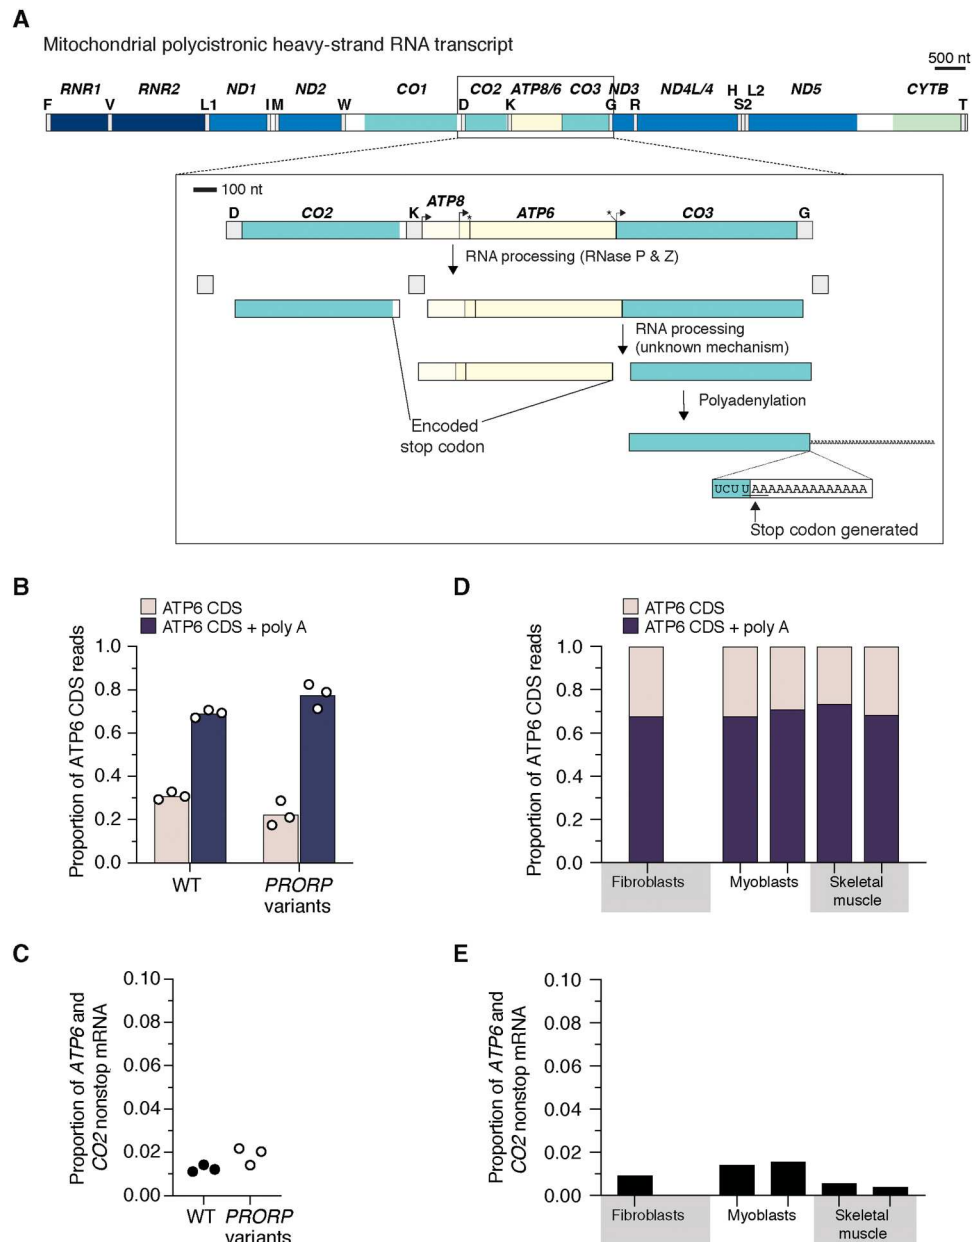 A
Mitochondrial polycistronic heavy-strand RNA transcript
500 nt
RNR1 RNR2 ND1 ND2 CO1 CO2 ATP8/6 CO3 ND3 ND4L/4 H L2 ND5 CYTB
F V L1 I M W D K G R S2 T
100 nt
ATP8
D CO2 K ATP6 * CO3 G
*
RNA processing (RNase P & Z)
RNA processing
(unknown mechanism)
Polyadenylation
Encoded
stop codon
UCUUAAAAAAAAAAAAAAA
Stop codon generated
B
ATP6 CDS
ATP6 CDS + poly A
Proportion of ATP6 CDS reads
1.0
0.8
0.6
0.4
0.2
0.0
WT PRORP
variants
D
ATP6 CDS
ATP6 CDS + poly A
Proportion of ATP6 CDS reads
1.0
0.8
0.6
0.4
0.2
0.0
Fibroblasts Myoblasts Skeletal
muscle
C
Proportion of ATP6 and
CO2 nonstop mRNA
0.10
0.08
0.06
0.04
0.02
0.00
WT PRORP
variants
E
Proportion of ATP6 and
CO2 nonstop mRNA
0.10
0.08
0.06
0.04
0.02
0.00
Fibroblasts Myoblasts Skeletal
muscle